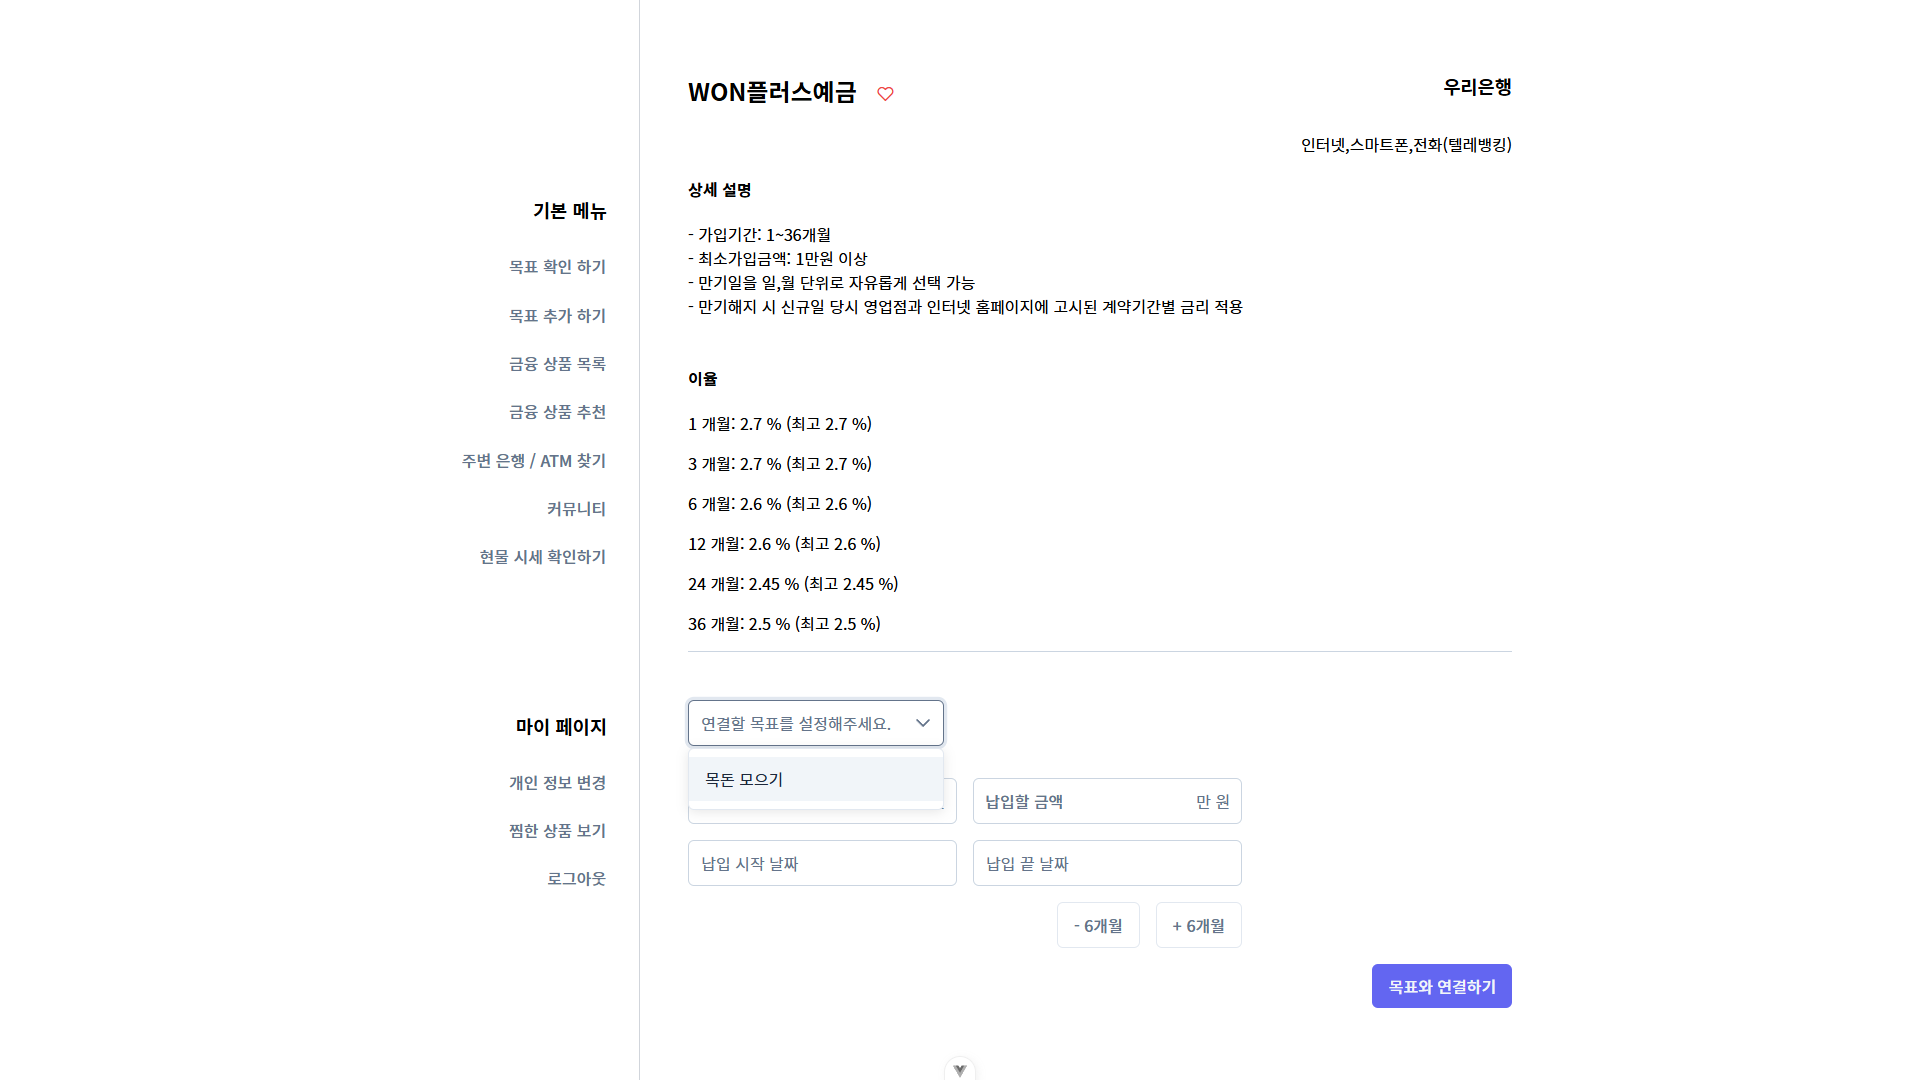 기본 메뉴
목표 확인 하기
목표 추가 하기
금융 상품 목록
금융 상품 추천
주변 은행 / ATM 찾기
커뮤니티
현물 시세 확인하기
마이 페이지
개인 정보 변경
찜한 상품 보기
로그아웃
WON플러스예금
우리은행
인터넷,스마트폰,전화(텔레뱅킹)
상세 설명
- 가입기간: 1~36개월
- 최소가입금액: 1만원 이상
- 만기일을 일,월 단위로 자유롭게 선택 가능
- 만기해지 시 신규일 당시 영업점과 인터넷 홈페이지에 고시된 계약기간별 금리 적용
이율
1 개월: 2.7 % (최고 2.7 %)
3 개월: 2.7 % (최고 2.7 %)
6 개월: 2.6 % (최고 2.6 %)
12 개월: 2.6 % (최고 2.6 %)
24 개월: 2.45 % (최고 2.45 %)
36 개월: 2.5 % (최고 2.5 %)
연결할 목표를 설정해주세요.
목돈 모으기
납입할 금액 만 원
납입 시작 날짜 납입 끝 날짜
- 6개월 + 6개월
목표와 연결하기